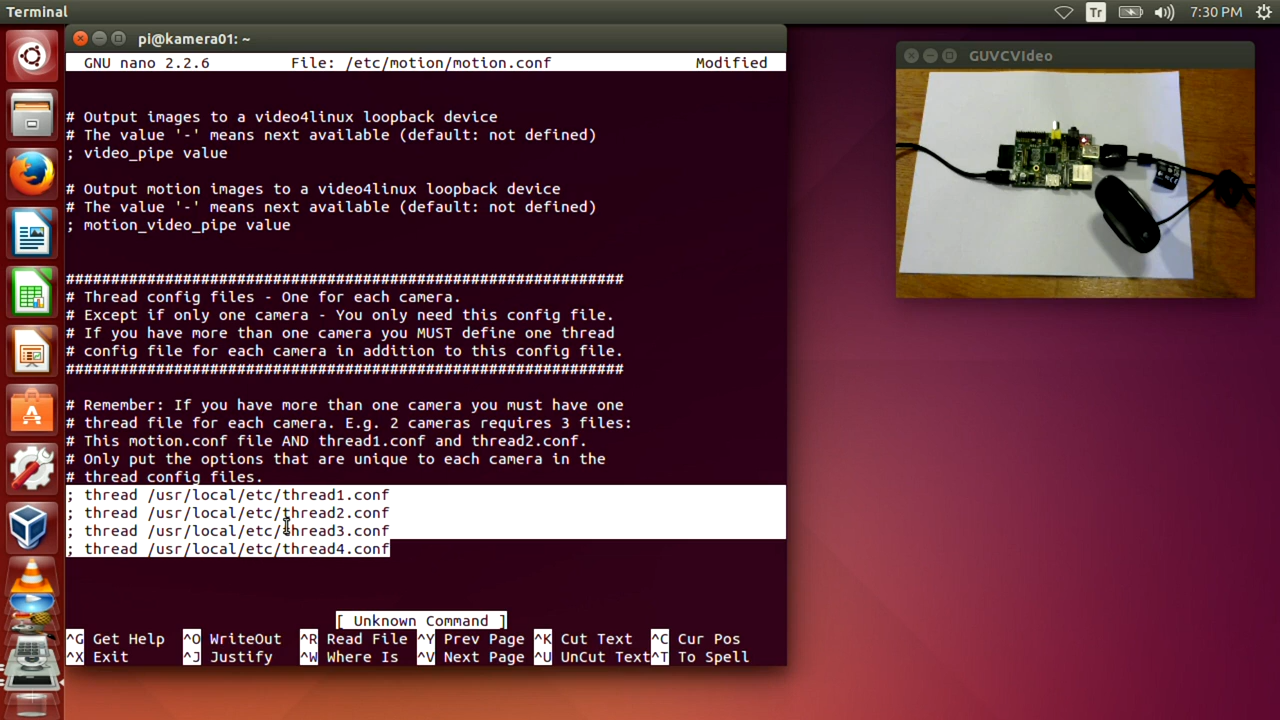 Terminal
Tr
7:30 PM
pi@kamera01: ~
GUVCVIdeo
GNU nano 2.2.6 File: /etc/motion/motion.conf Modified
# Output images to a video4linux loopback device
# The value '-' means next available (default: not defined)
; video_pipe value
# Output motion images to a video4linux loopback device
# The value '-' means next available (default: not defined)
; motion_video_pipe value
##############################################################
# Thread config files - One for each camera.
# Except if only one camera - You only need this config file.
# If you have more than one camera you MUST define one thread
# config file for each camera in addition to this config file.
##############################################################
# Remember: If you have more than one camera you must have one
# thread file for each camera. E.g. 2 cameras requires 3 files:
# This motion.conf file AND thread1.conf and thread2.conf.
# Only put the options that are unique to each camera in the
# thread config files.
; thread /usr/local/etc/thread1.conf
; thread /usr/local/etc/thread2.conf
; thread /usr/local/etc/thread3.conf
; thread /usr/local/etc/thread4.conf
[ Unknown Command ]
^G Get Help ^O WriteOut ^R Read File ^Y Prev Page ^K Cut Text ^C Cur Pos
^X Exit ^J Justify ^W Where Is ^V Next Page ^U UnCut Text ^T To Spell